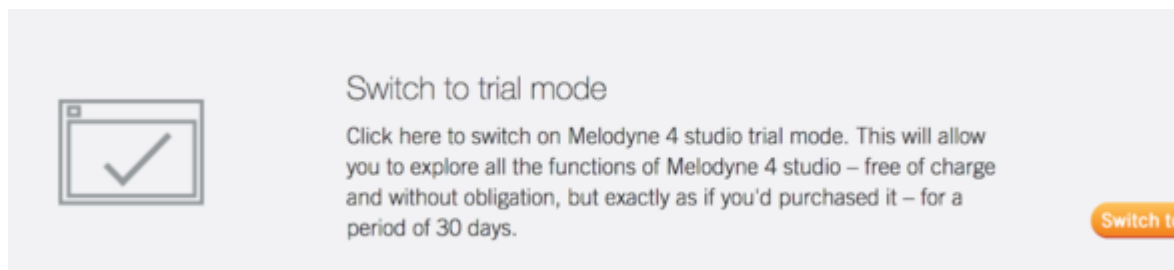 Switch to trial mode
Click here to switch on Melodyne 4 studio trial mode. This will allow
you to explore all the functions of Melodyne 4 studio – free of charge
and without obligation, but exactly as if you'd purchased it – for a
period of 30 days.
Switch to